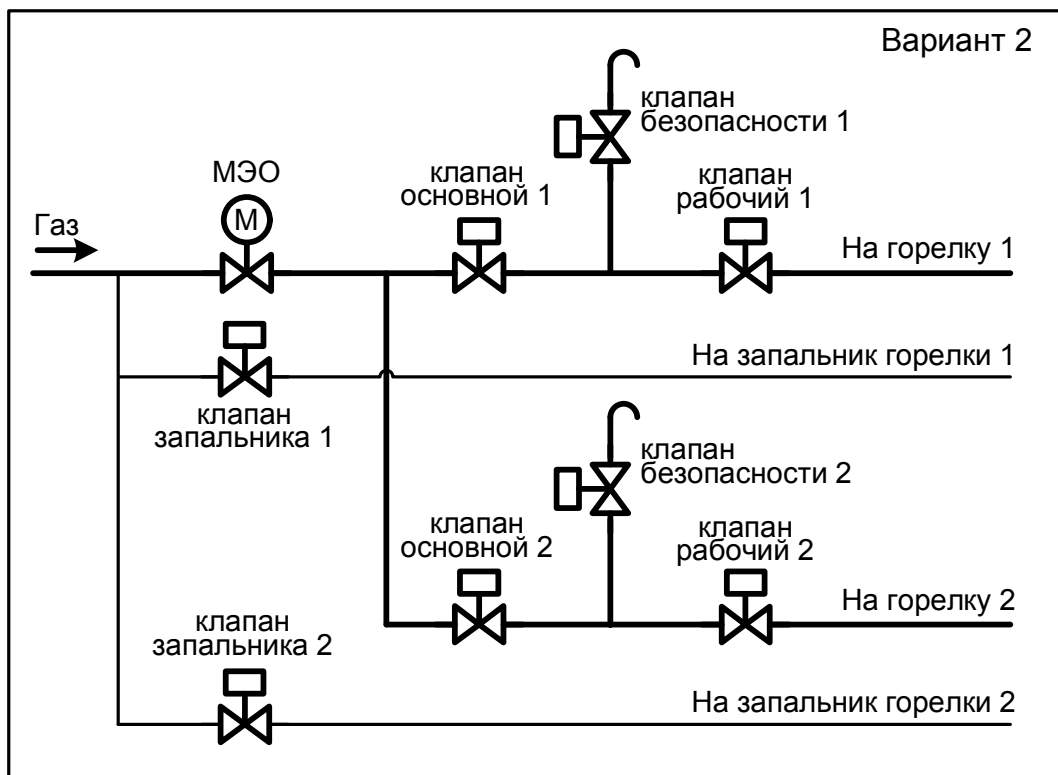 Вариант 2
клапан
безопасности 1
МЭО
клапан
основной 1
клапан
рабочий 1
Газ
М
На горелку 1
На запальник горелки 1
клапан
запальника 1
клапан
безопасности 2
клапан
основной 2
клапан
рабочий 2
На горелку 2
клапан
запальника 2
На запальник горелки 2